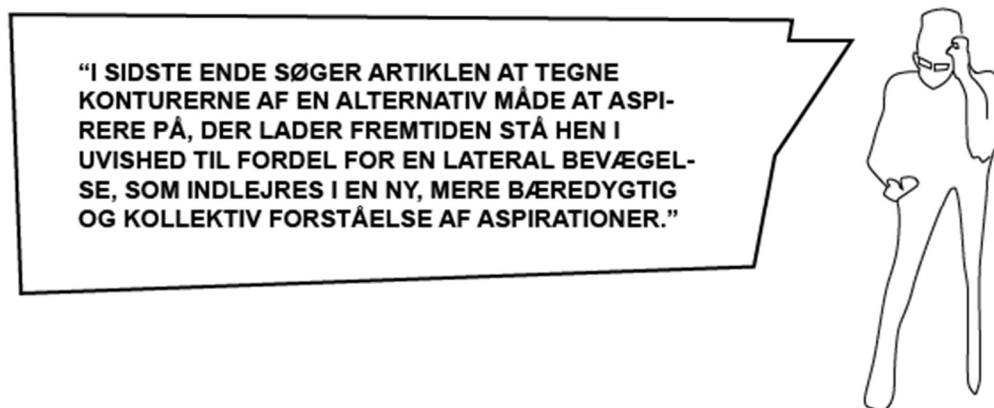 “I SIDSTE ENDE SØGER ARTIKLEN AT TEGNE
KONTURERNE AF EN ALTERNATIV MÅDE AT ASPI-
RERE PÅ, DER LADER FREMTIDEN STÅ HEN I
UVISHED TIL FORDEL FOR EN LATERAL BEVÆGEL-
SE, SOM INDLEJRES I EN NY, MERE BÆREDYGTIG
OG KOLLEKTIV FORSTÅELSE AF ASPIRATIONER.”